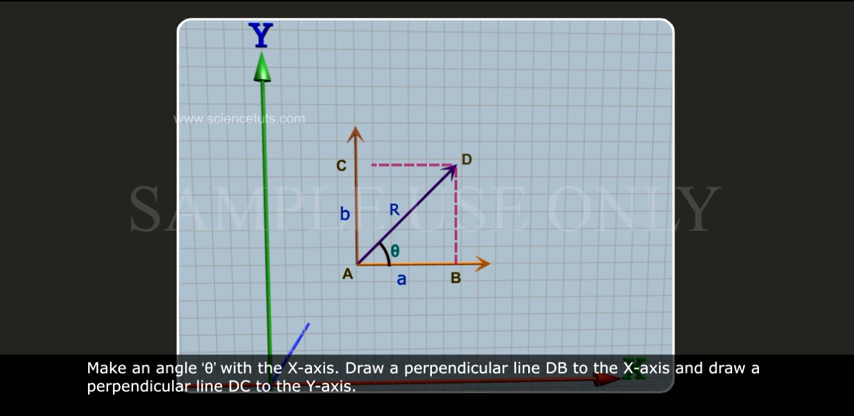 Y
www.sciencetuts.com
C
D
SAMPLE USE ONLY
b
R
θ
A
a
B
X
Make an angle 'θ' with the X-axis. Draw a perpendicular line DB to the X-axis and draw a
perpendicular line DC to the Y-axis.